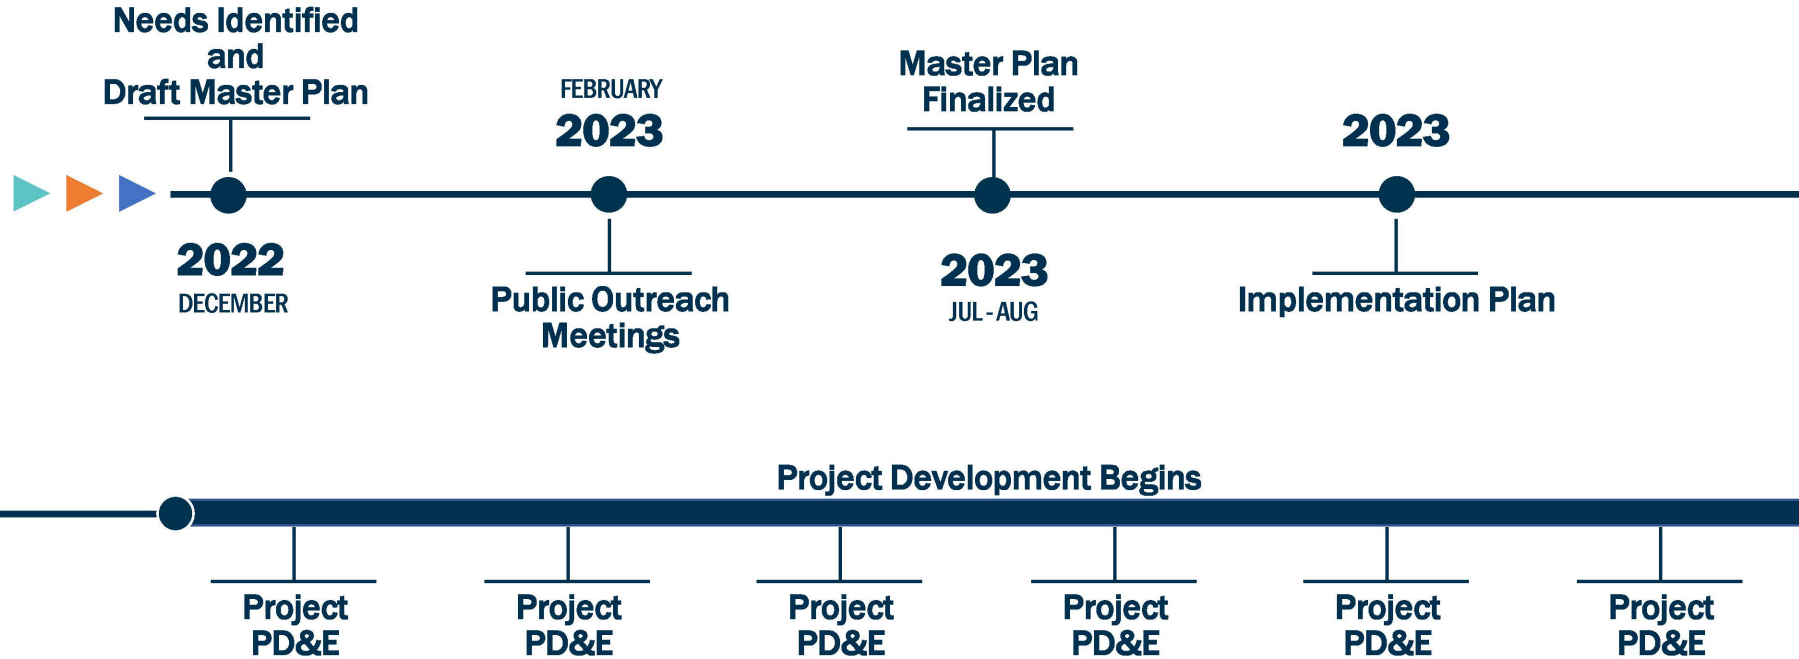 Needs Identified
and
Draft Master Plan
2022
DECEMBER
FEBRUARY
2023
Public Outreach
Meetings
Master Plan
Finalized
2023
JUL-AUG
2023
Implementation Plan
Project Development Begins
Project
PD&E
Project
PD&E
Project
PD&E
Project
PD&E
Project
PD&E
Project
PD&E